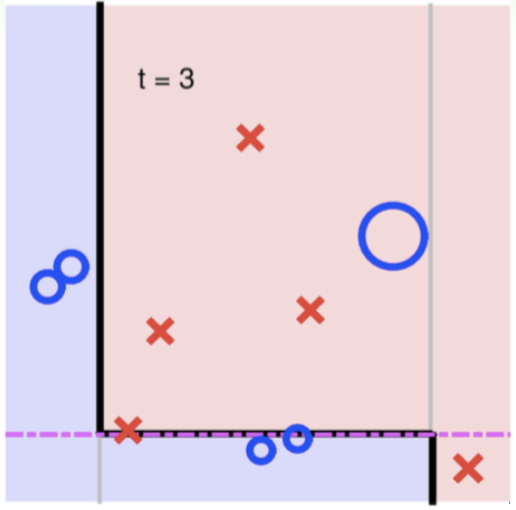 t = 3